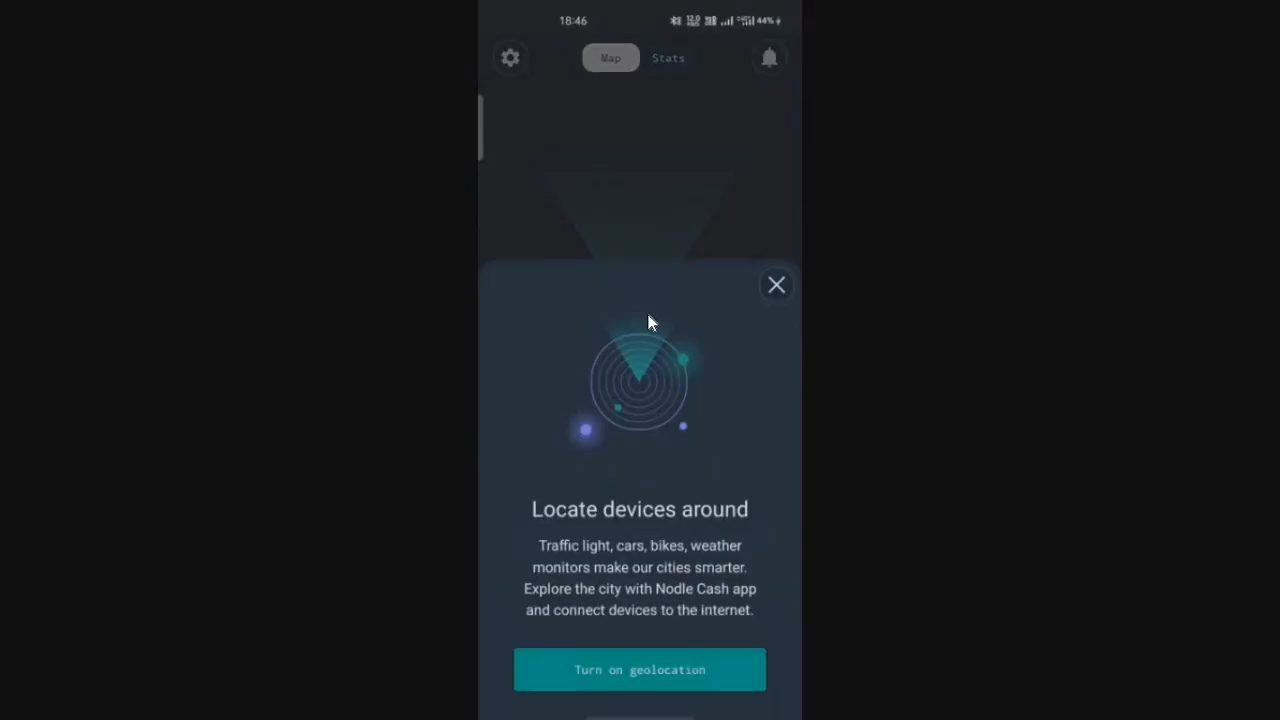 18:46
44%
Map Stats
Locate devices around
Traffic light, cars, bikes, weather
monitors make our cities smarter.
Explore the city with Nodle Cash app
and connect devices to the internet.
Turn on geolocation